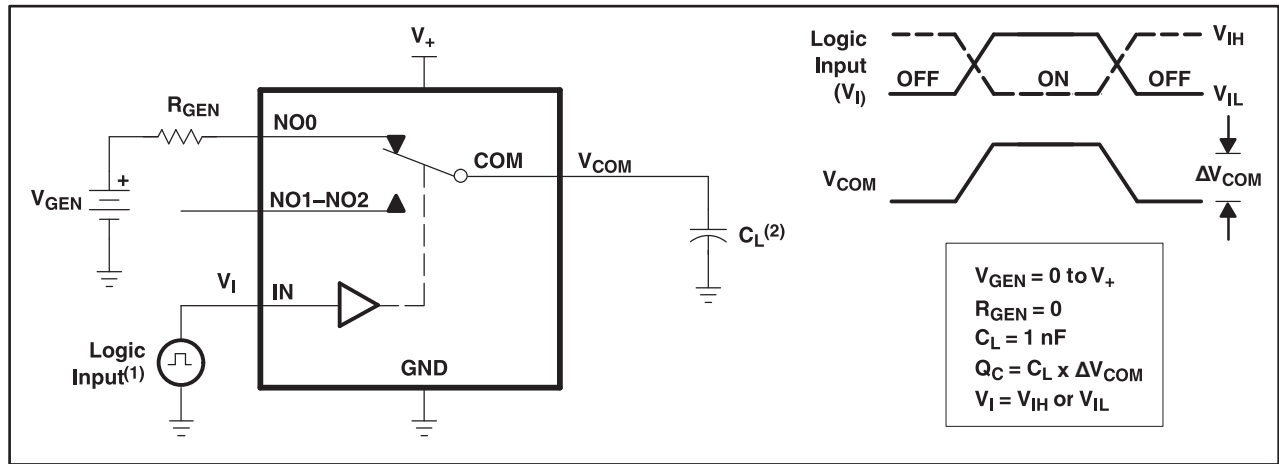 V+
RGEN
NO0
COM
VCOM
VGEN
+
NO1–NO2
CL(2)
VI
IN
Logic
Input(1)
GND
Logic
Input
(VI)
OFF
ON
OFF
VIH
VIL
VCOM
ΔVCOM
VGEN = 0 to V+
RGEN = 0
CL = 1 nF
QC = CL x ΔVCOM
VI = VIH or VIL